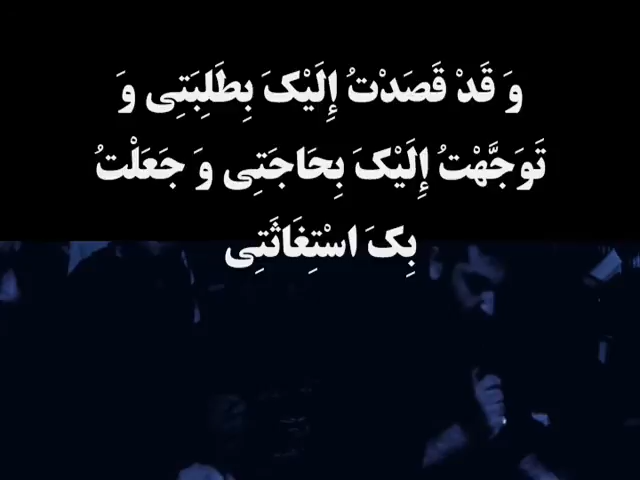 وَ قَدْ قَصَدْتُ إِلَيْكَ بِطَلِبَتِی وَ
تَوَجَّهْتُ إِلَيْكَ بِحَاجَتِی وَ جَعَلْتُ
بِكَ اسْتِغَاثَتِی